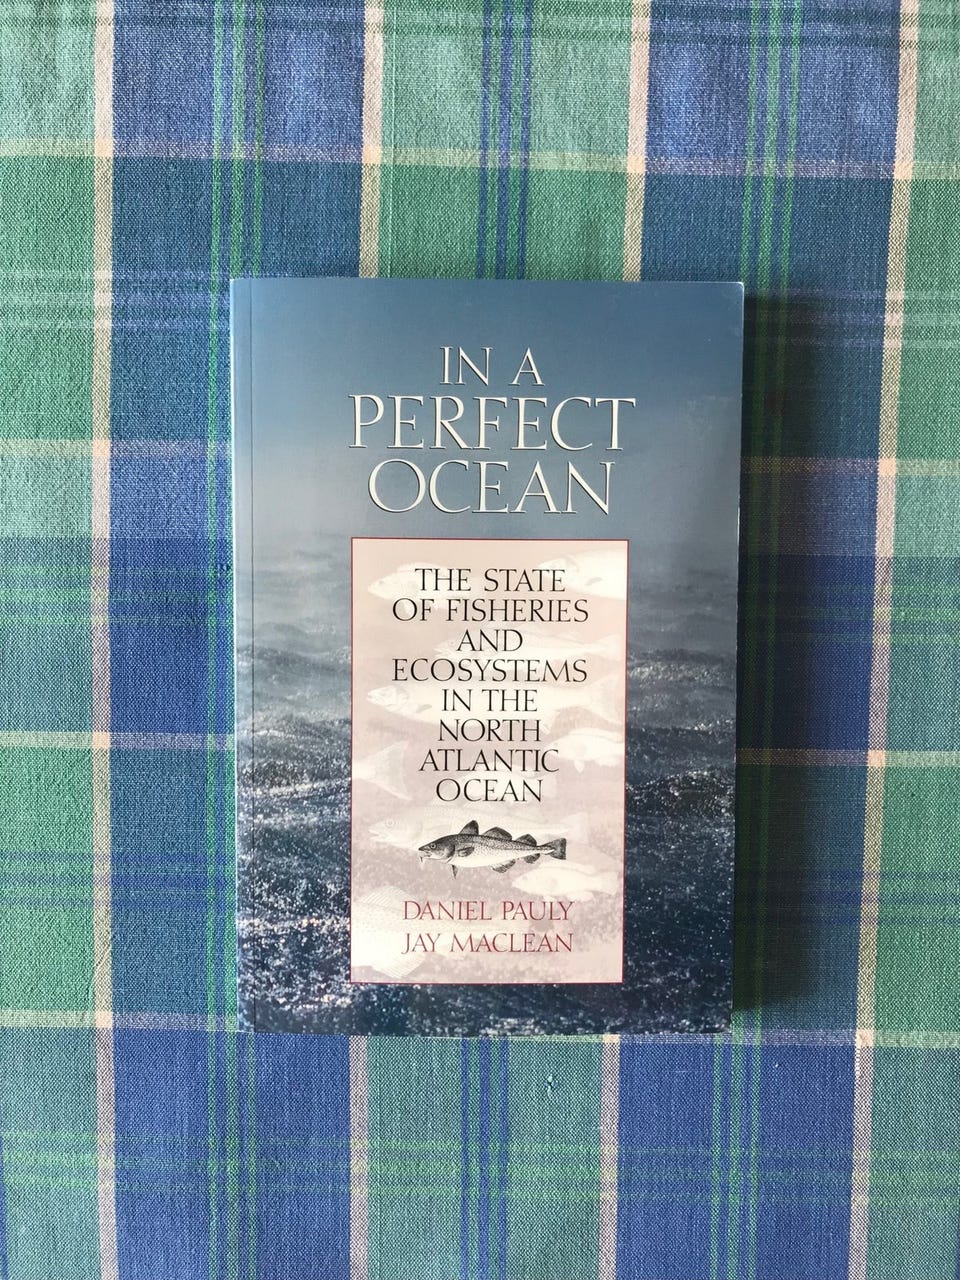 IN A
PERFECT
OCEAN
THE STATE
OF FISHERIES
AND
ECOSYSTEMS
IN THE
NORTH
ATLANTIC
OCEAN
DANIEL PAULY
JAY MACLEAN